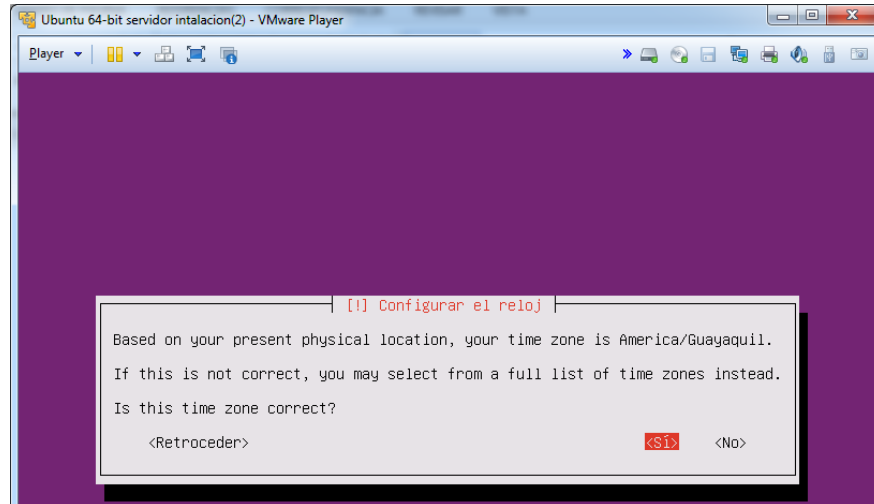 Ubuntu 64-bit servidor intalacion(2) - VMware Player
Player
[!] Configurar el reloj
Based on your present physical location, your time zone is America/Guayaquil.
If this is not correct, you may select from a full list of time zones instead.
Is this time zone correct?
<Retroceder> <Sí> <No>